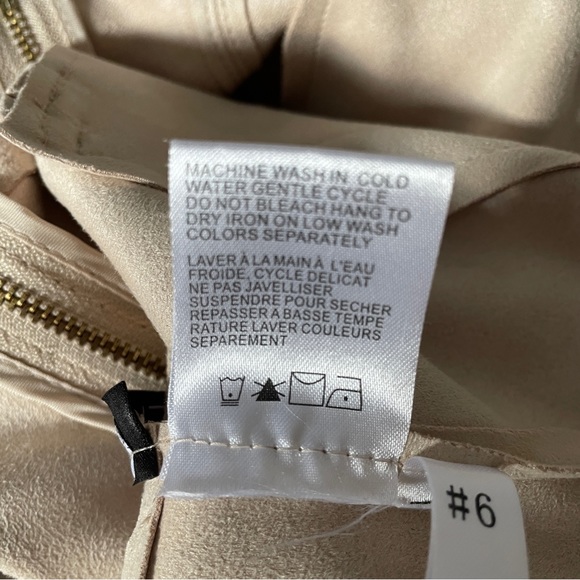 MACHINE WASH IN COLD
WATER GENTLE CYCLE
DO NOT BLEACH HANG TO
DRY IRON ON LOW WASH
COLORS SEPARATELY
LAVER À LA MAIN À L'EAU
FROIDE, CYCLE DELICAT
NE PAS JAVELLISER
SUSPENDRE POUR SECHER
REPASSER A BASSE TEMPE
RATURE LAVER COULEURS
SEPAREMENT
#6